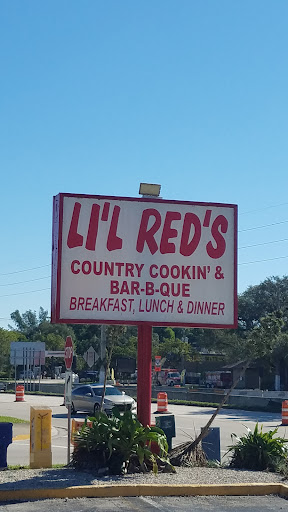 LI'L RED'S
COUNTRY COOKIN' &
BAR-B-QUE
BREAKFAST, LUNCH & DINNER